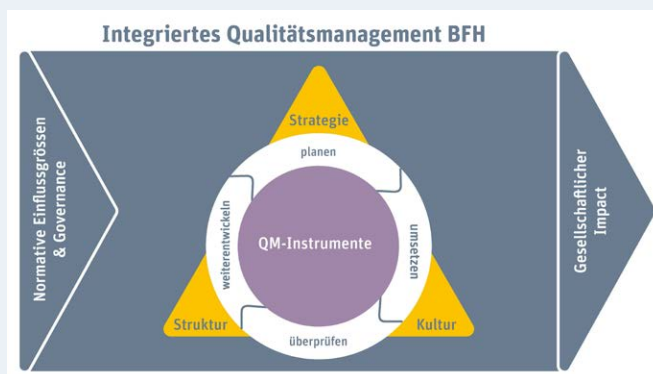 Integriertes Qualitätsmanagement BFH
Normative Einflussgrössen
& Governance
Strategie
planen
weiterentwickeln
QM-Instrumente
umsetzen
Struktur
überprüfen
Kultur
Gesellschaftlicher
Impact